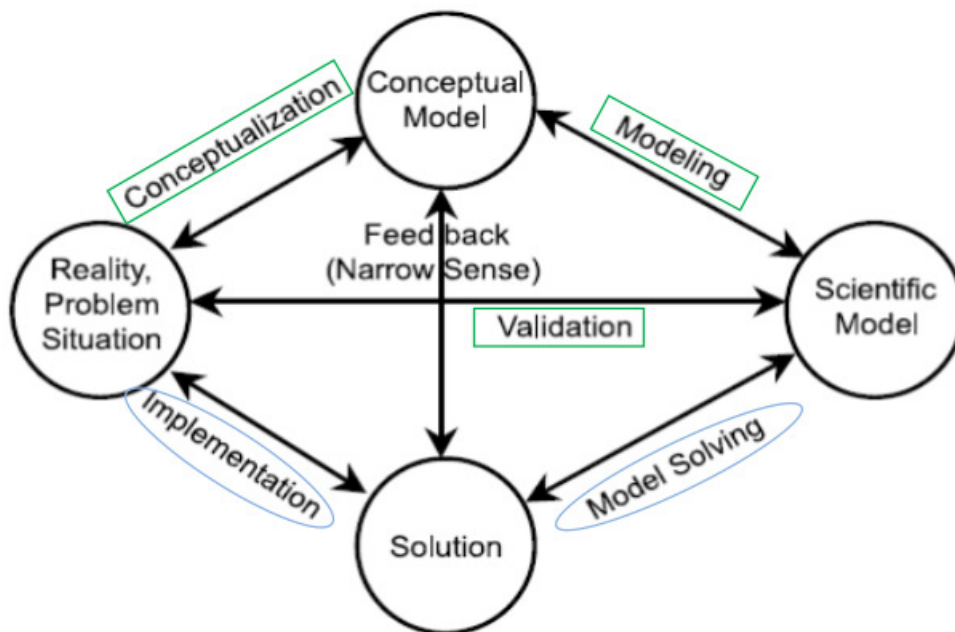 Conceptual
Model
Conceptualization
Modeling
Feed back
(Narrow Sense)
Reality,
Problem
Situation
Scientific
Model
Validation
Implementation
Model Solving
Solution